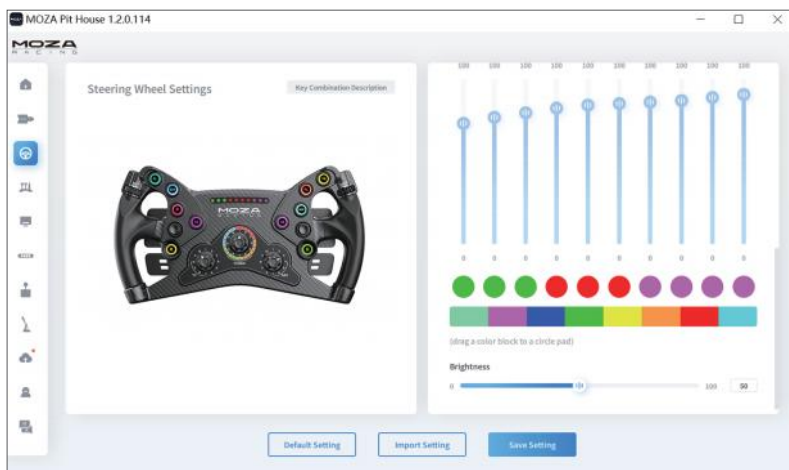 MOZA Pit House 1.2.0.114
MOZA
RACING
Steering Wheel Settings
Key Combination Description
MOZA
100 100 100 100 100 100 100 100 100 100
0 0 0 0 0 0 0 0 0 0
(drag a color block to a circle pad)
Brightness
0 100 50
Default Setting Import Setting Save Setting